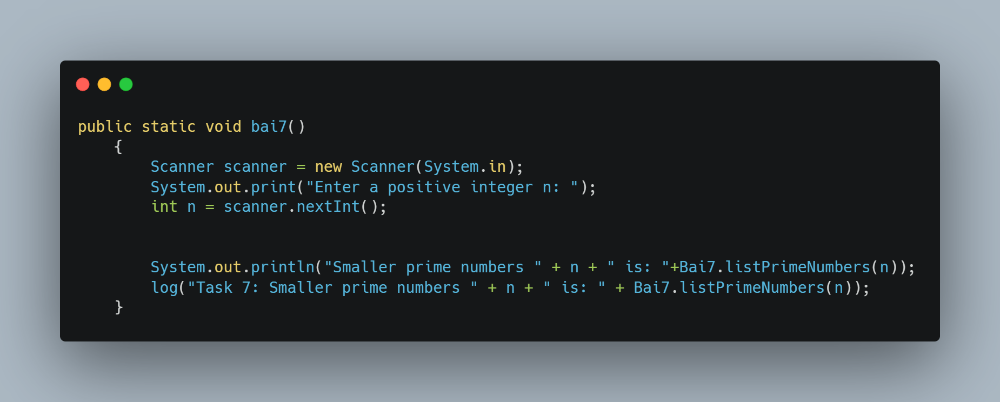 public static void bai7()
    {
        Scanner scanner = new Scanner(System.in);
        System.out.print("Enter a positive integer n: ");
        int n = scanner.nextInt();
        System.out.println("Smaller prime numbers " + n + " is: "+Bai7.listPrimeNumbers(n));
        log("Task 7: Smaller prime numbers " + n + " is: " + Bai7.listPrimeNumbers(n));
    }